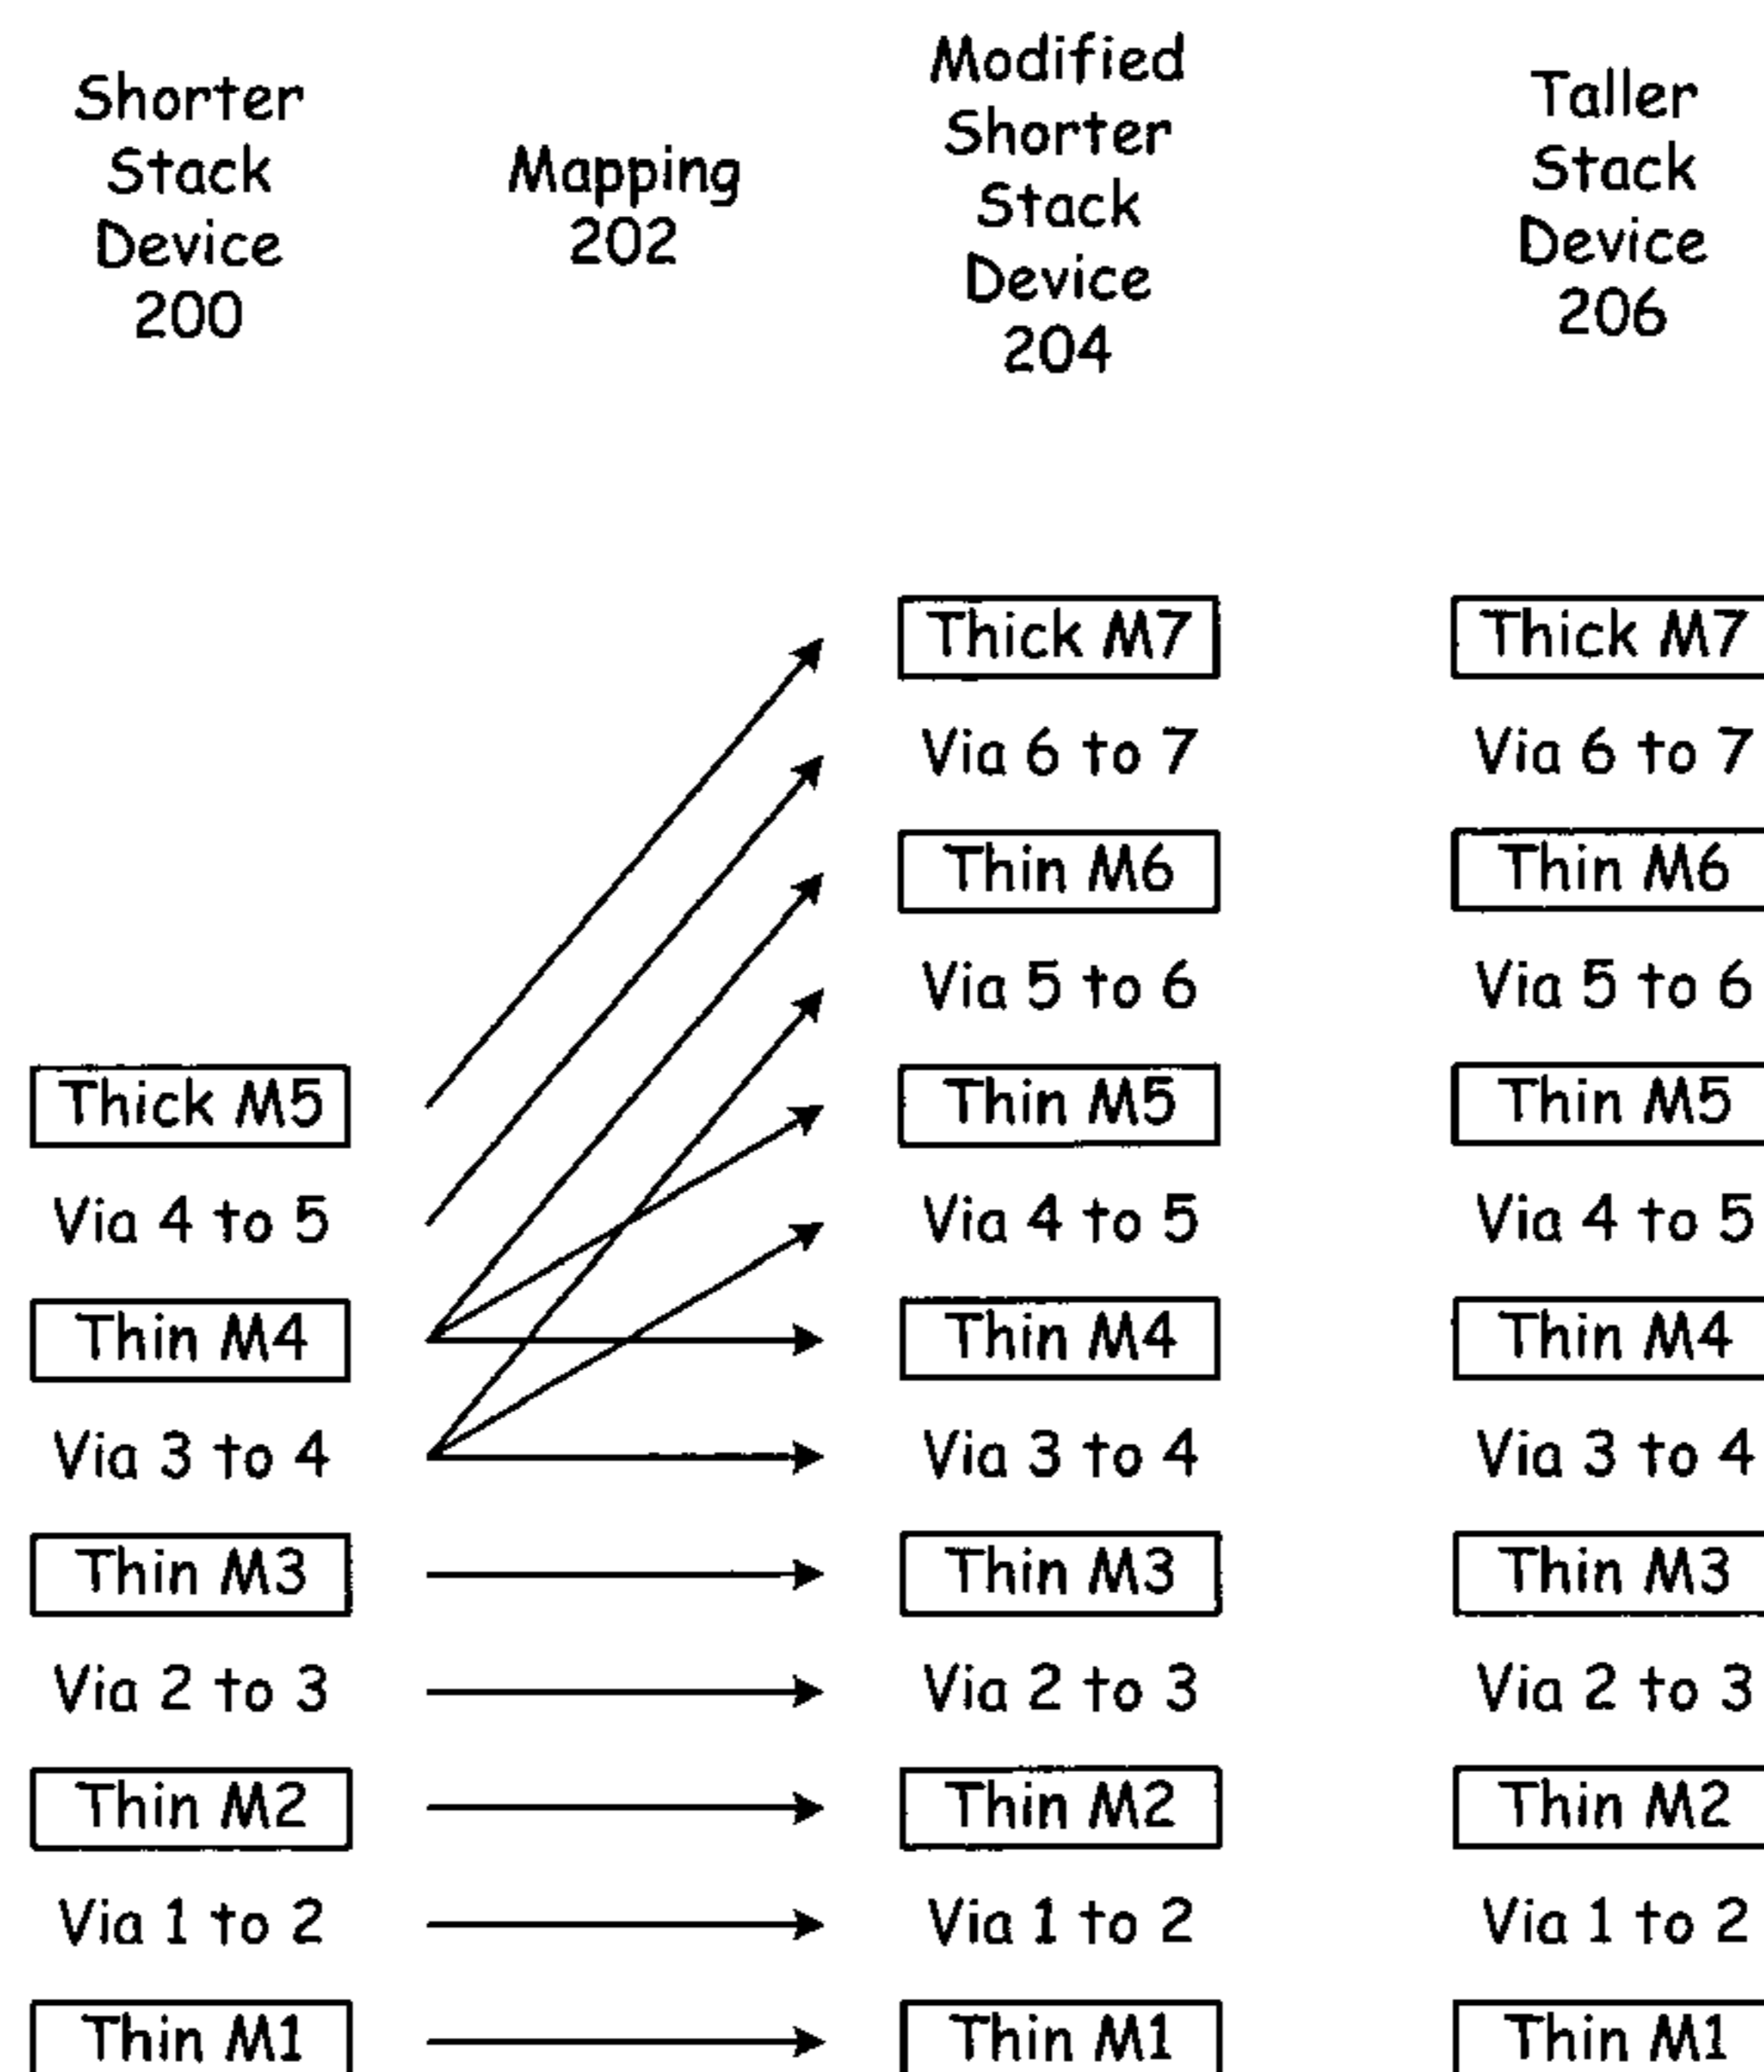 Shorter
Stack
Device
200
Mapping
202
Modified
Shorter
Stack
Device
204
Taller
Stack
Device
206
Thick M7
Thick M7
Via 6 to 7
Via 6 to 7
Thin M6
Thin M6
Via 5 to 6
Via 5 to 6
Thick M5
Thin M5
Thin M5
Via 4 to 5
Via 4 to 5
Via 4 to 5
Thin M4
Thin M4
Thin M4
Via 3 to 4
Via 3 to 4
Via 3 to 4
Thin M3
Thin M3
Thin M3
Via 2 to 3
Via 2 to 3
Via 2 to 3
Thin M2
Thin M2
Thin M2
Via 1 to 2
Via 1 to 2
Via 1 to 2
Thin M1
Thin M1
Thin M1